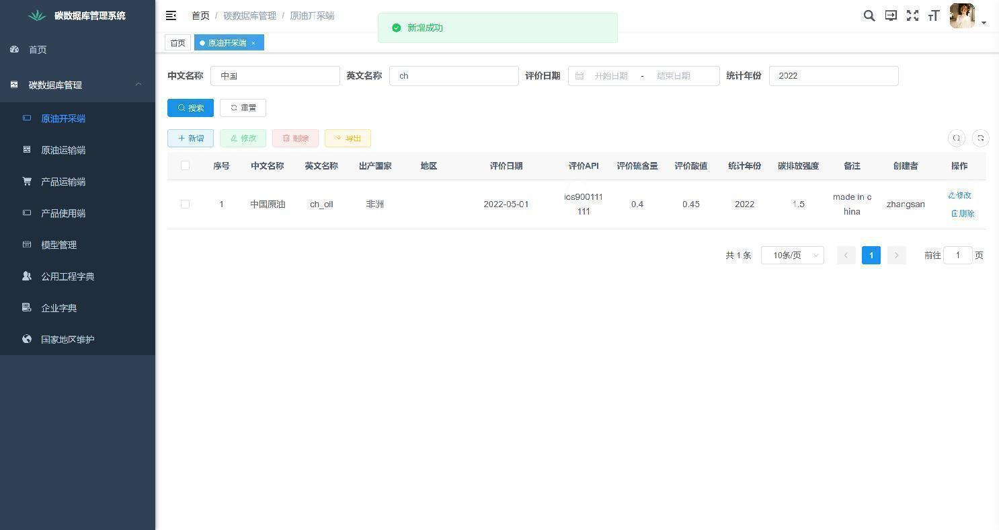 碳数据库管理系统
首页 / 碳数据库管理 / 原油开采端
新增成功
首页
碳数据库管理
原油开采端
原油运输端
产品运输端
产品使用端
模型管理
公用工程字典
企业字典
国家地区维护
首页 原油开采端 ×
中文名称 中国 英文名称 ch 评价日期 开始日期 - 结束日期 统计年份 2022
搜索 重置
新增 修改 删除 导出
序号 中文名称 英文名称 出产国家 地区 评价日期 评价API 评价硫含量 评价酸值 统计年份 碳排放强度 备注 创建者 操作
1 中国原油 ch_oil 非洲 2022-05-01 ios900111111 0.4 0.45 2022 1.5 made in china zhangsan 修改 删除
共 1 条 10条/页 1 前往 1 页